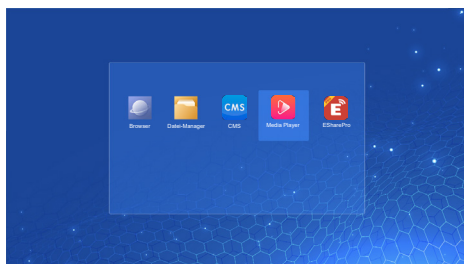 CMS
E
Browser
Datei-Manager
CMS
Media Player
ESharePro